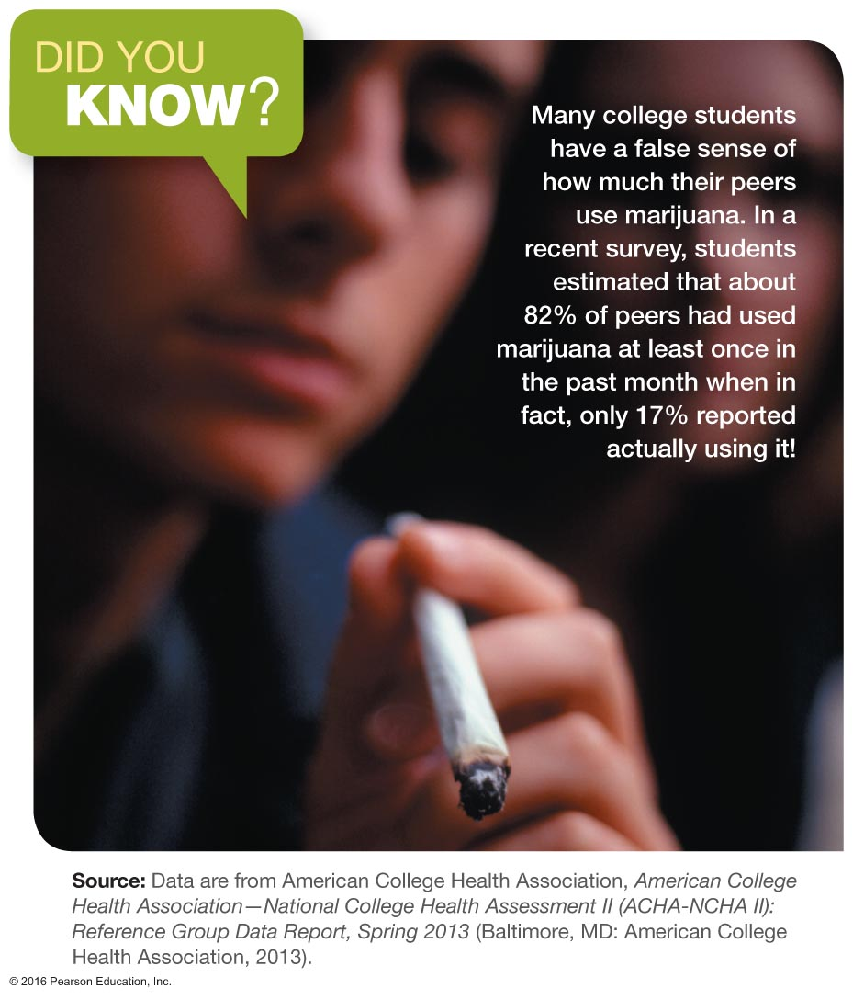 DID YOU
KNOW?
Many college students
have a false sense of
how much their peers
use marijuana. In a
recent survey, students
estimated that about
82% of peers had used
marijuana at least once in
the past month when in
fact, only 17% reported
actually using it!
Source: Data are from American College Health Association, American College
Health Association—National College Health Assessment II (ACHA-NCHA II):
Reference Group Data Report, Spring 2013 (Baltimore, MD: American College
Health Association, 2013).
© 2016 Pearson Education, Inc.